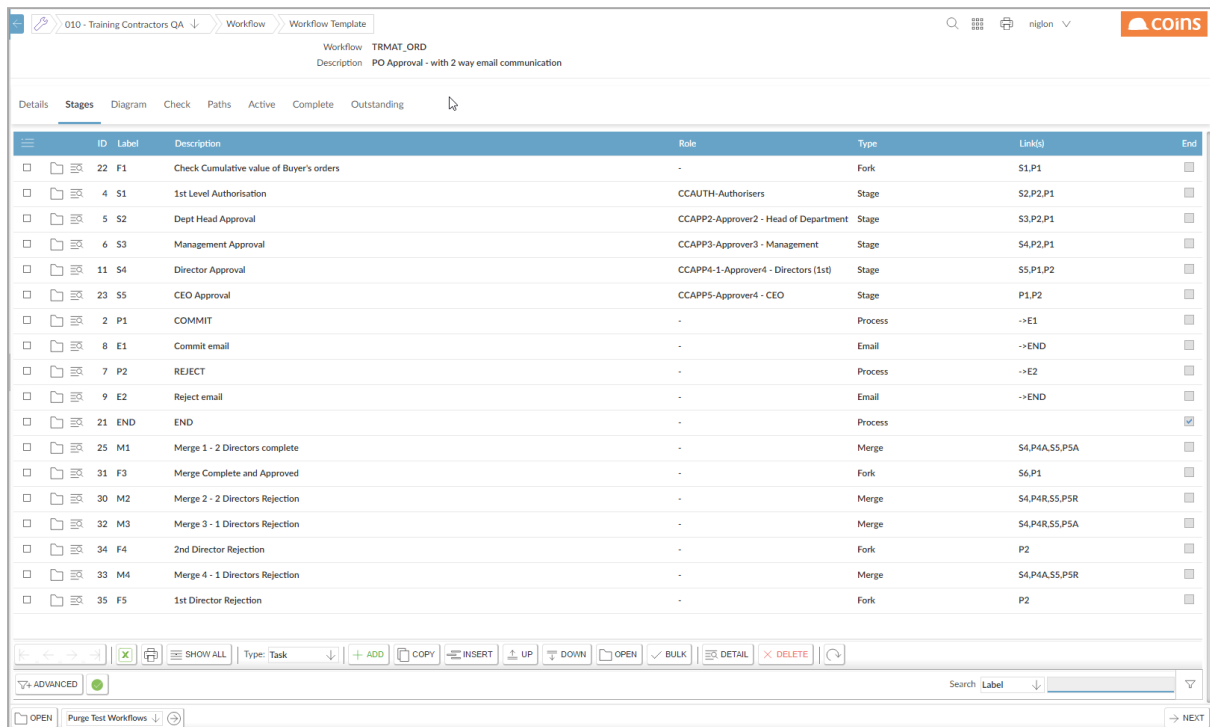 010 - Training Contractors QA Workflow Workflow Template niglon coins
Workflow TRMAT_ORD
Description PO Approval - with 2 way email communication
Details Stages Diagram Check Paths Active Complete Outstanding
ID Label Description Role Type Link(s) End
22 F1 Check Cumulative value of Buyer's orders - Fork S1,P1
4 S1 1st Level Authorisation CCAUTH-Authorisers Stage S2,P2,P1
5 S2 Dept Head Approval CCAPP2-Approver2 - Head of Department Stage S3,P2,P1
6 S3 Management Approval CCAPP3-Approver3 - Management Stage S4,P2,P1
11 S4 Director Approval CCAPP4-1-Approver4 - Directors (1st) Stage S5,P1,P2
23 S5 CEO Approval CCAPP5-Approver4 - CEO Stage P1,P2
2 P1 COMMIT - Process ->E1
8 E1 Commit email - Email ->END
7 P2 REJECT - Process ->E2
9 E2 Reject email - Email ->END
21 END END - Process
25 M1 Merge 1 - 2 Directors complete - Merge S4,P4A,S5,P5A
31 F3 Merge Complete and Approved - Fork S6,P1
30 M2 Merge 2 - 2 Directors Rejection - Merge S4,P4R,S5,P5R
32 M3 Merge 3 - 1 Directors Rejection - Merge S4,P4R,S5,P5A
34 F4 2nd Director Rejection - Fork P2
33 M4 Merge 4 - 1 Directors Rejection - Merge S4,P4A,S5,P5R
35 F5 1st Director Rejection - Fork P2
SHOW ALL Type: Task + ADD COPY INSERT UP DOWN OPEN BULK DETAIL DELETE
ADVANCED Search Label
OPEN Purge Test Workflows NEXT